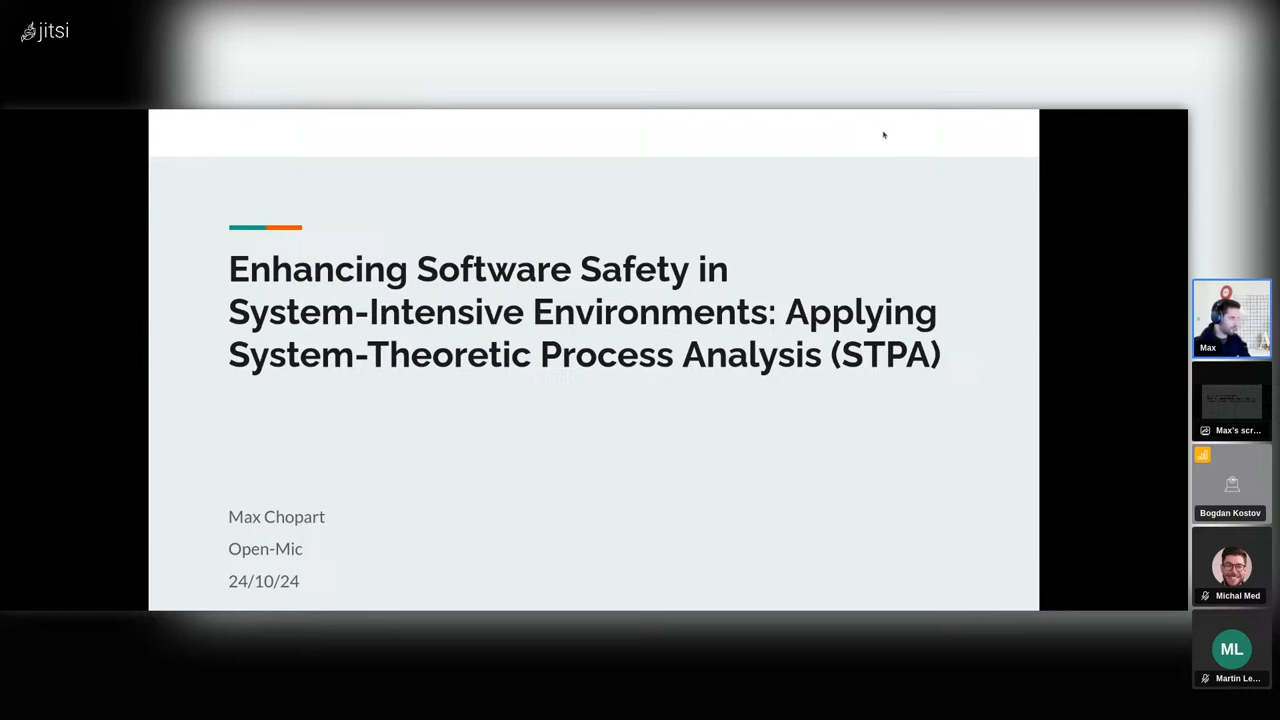 jitsi
Enhancing Software Safety in
System-Intensive Environments: Applying
System-Theoretic Process Analysis (STPA)
Max Chopart
Open-Mic
24/10/24
Max
Max's scr...
Bogdan Kostov
Michal Med
ML
Martin Le...